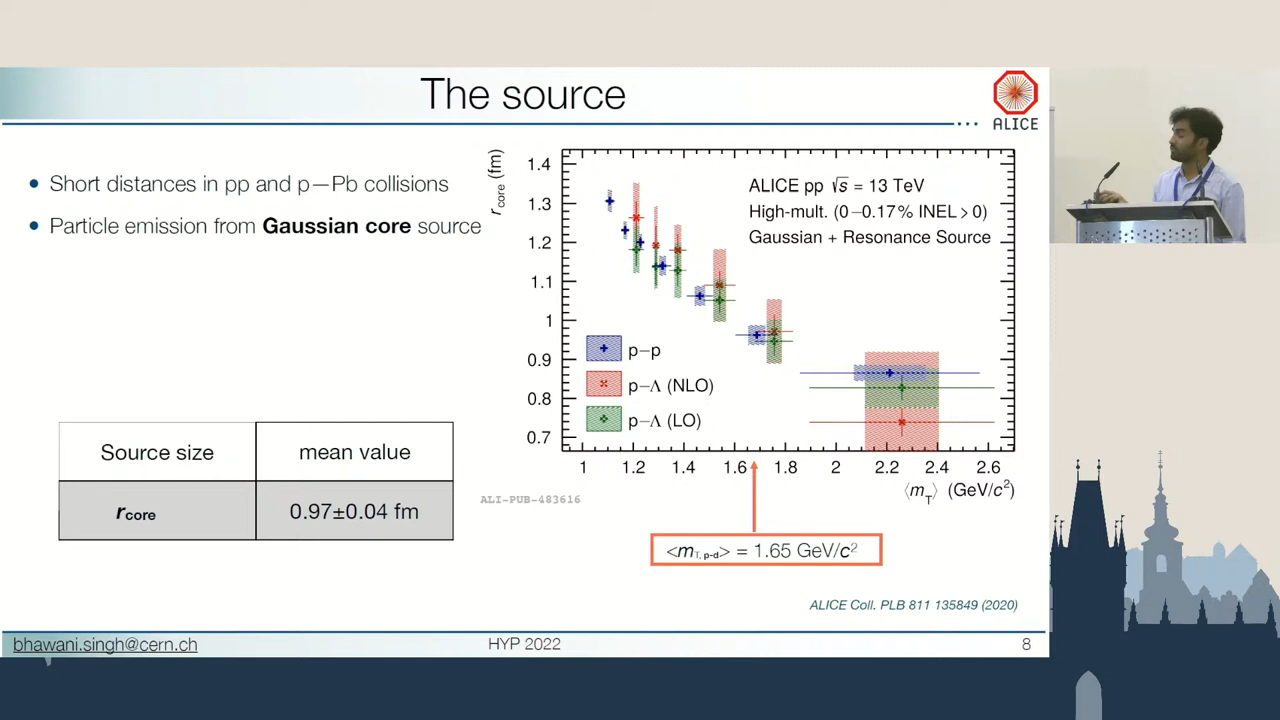 The source
ALICE
• Short distances in pp and p—Pb collisions
• Particle emission from Gaussian core source
r_core (fm)
1.4
1.3
1.2
1.1
1
0.9
0.8
0.7
ALICE pp √s = 13 TeV
High-mult. (0−0.17% INEL > 0)
Gaussian + Resonance Source
p−p
p−Λ (NLO)
p−Λ (LO)
1 1.2 1.4 1.6 1.8 2 2.2 2.4 2.6
⟨m_T⟩ (GeV/c²)
ALI-PUB-483616
Source size mean value
r_core 0.97±0.04 fm
<m_T, p-d> = 1.65 GeV/c²
ALICE Coll. PLB 811 135849 (2020)
bhawani.singh@cern.ch HYP 2022 8